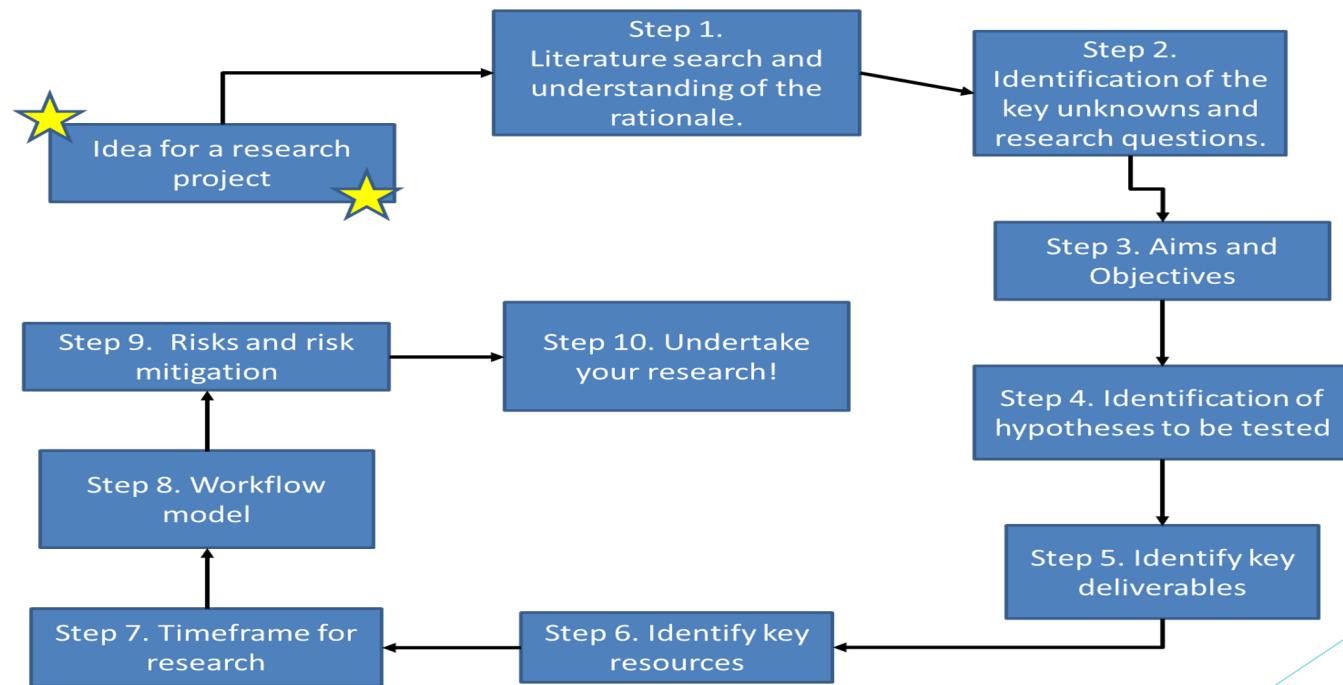 Idea for a research
project
Step 1.
Literature search and
understanding of the
rationale.
Step 2.
Identification of the
key unknowns and
research questions.
Step 3. Aims and
Objectives
Step 4. Identification of
hypotheses to be tested
Step 5. Identify key
deliverables
Step 6. Identify key
resources
Step 7. Timeframe for
research
Step 8. Workflow
model
Step 9.  Risks and risk
mitigation
Step 10. Undertake
your research!